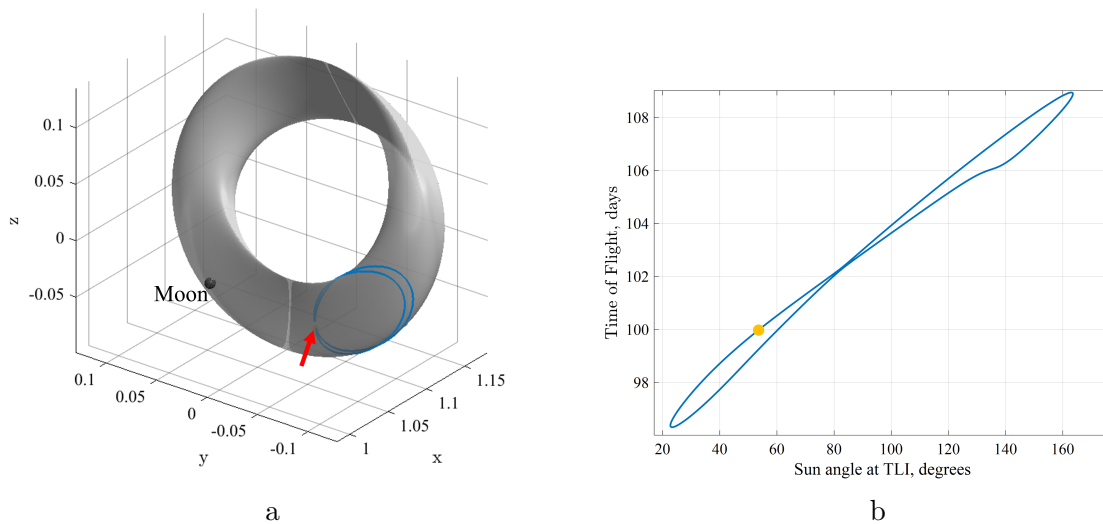 0.1
0.05
0
-0.05
z
Moon
0.1
0.05
0
-0.05
-0.1
y
1
1.05
1.1
1.15
x
a
108
106
104
102
100
98
Time of Flight, days
20 40 60 80 100 120 140 160
Sun angle at TLI, degrees
b